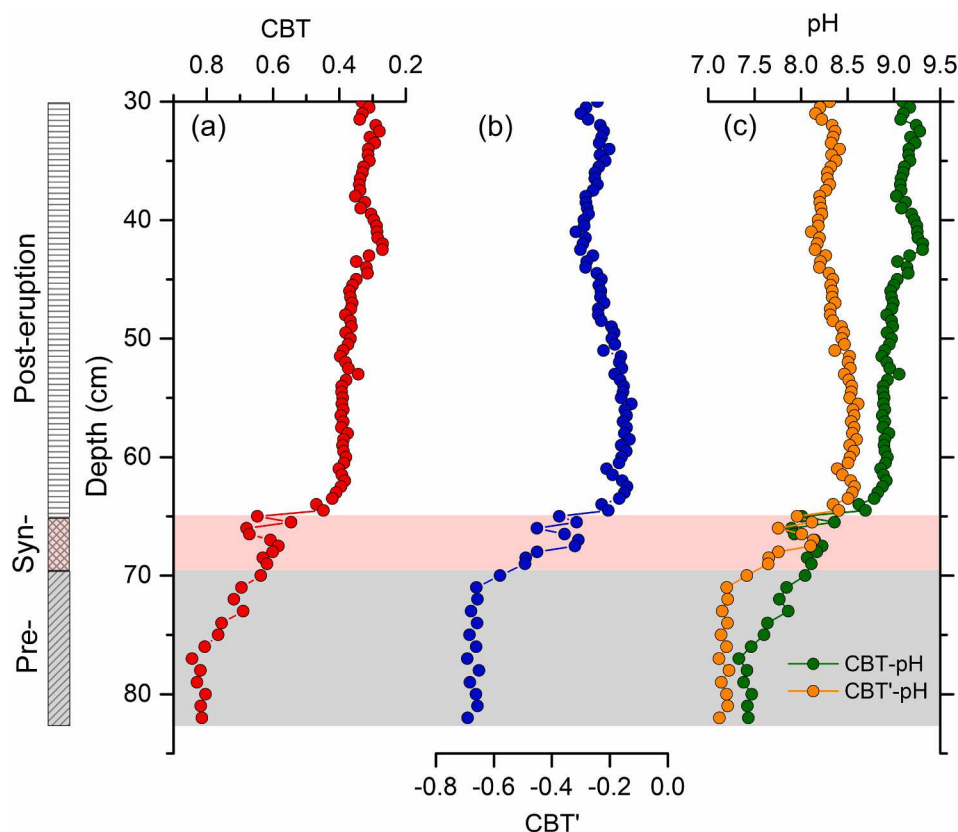 CBT
0.8 0.6 0.4 0.2
pH
7.0 7.5 8.0 8.5 9.0 9.5
(a)
(b)
(c)
30
40
50
60
70
80
Depth (cm)
Post-eruption
Syn-
Pre-
CBT-pH
CBT'-pH
-0.8 -0.6 -0.4 -0.2 0.0
CBT'